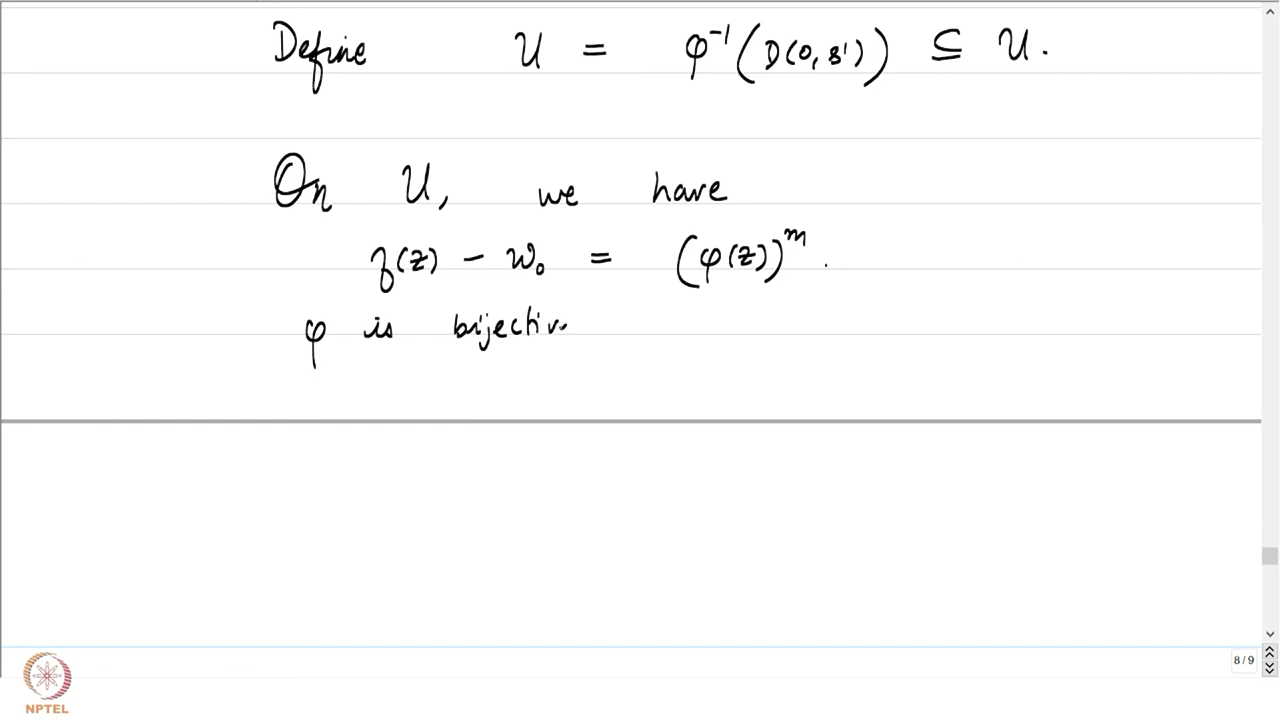 Define U = φ⁻¹(D(0, δ')) ⊆ U.
On U, we have
f(z) − w₀ = (φ(z))ᵐ.
φ is bijectiv
8/9
NPTEL